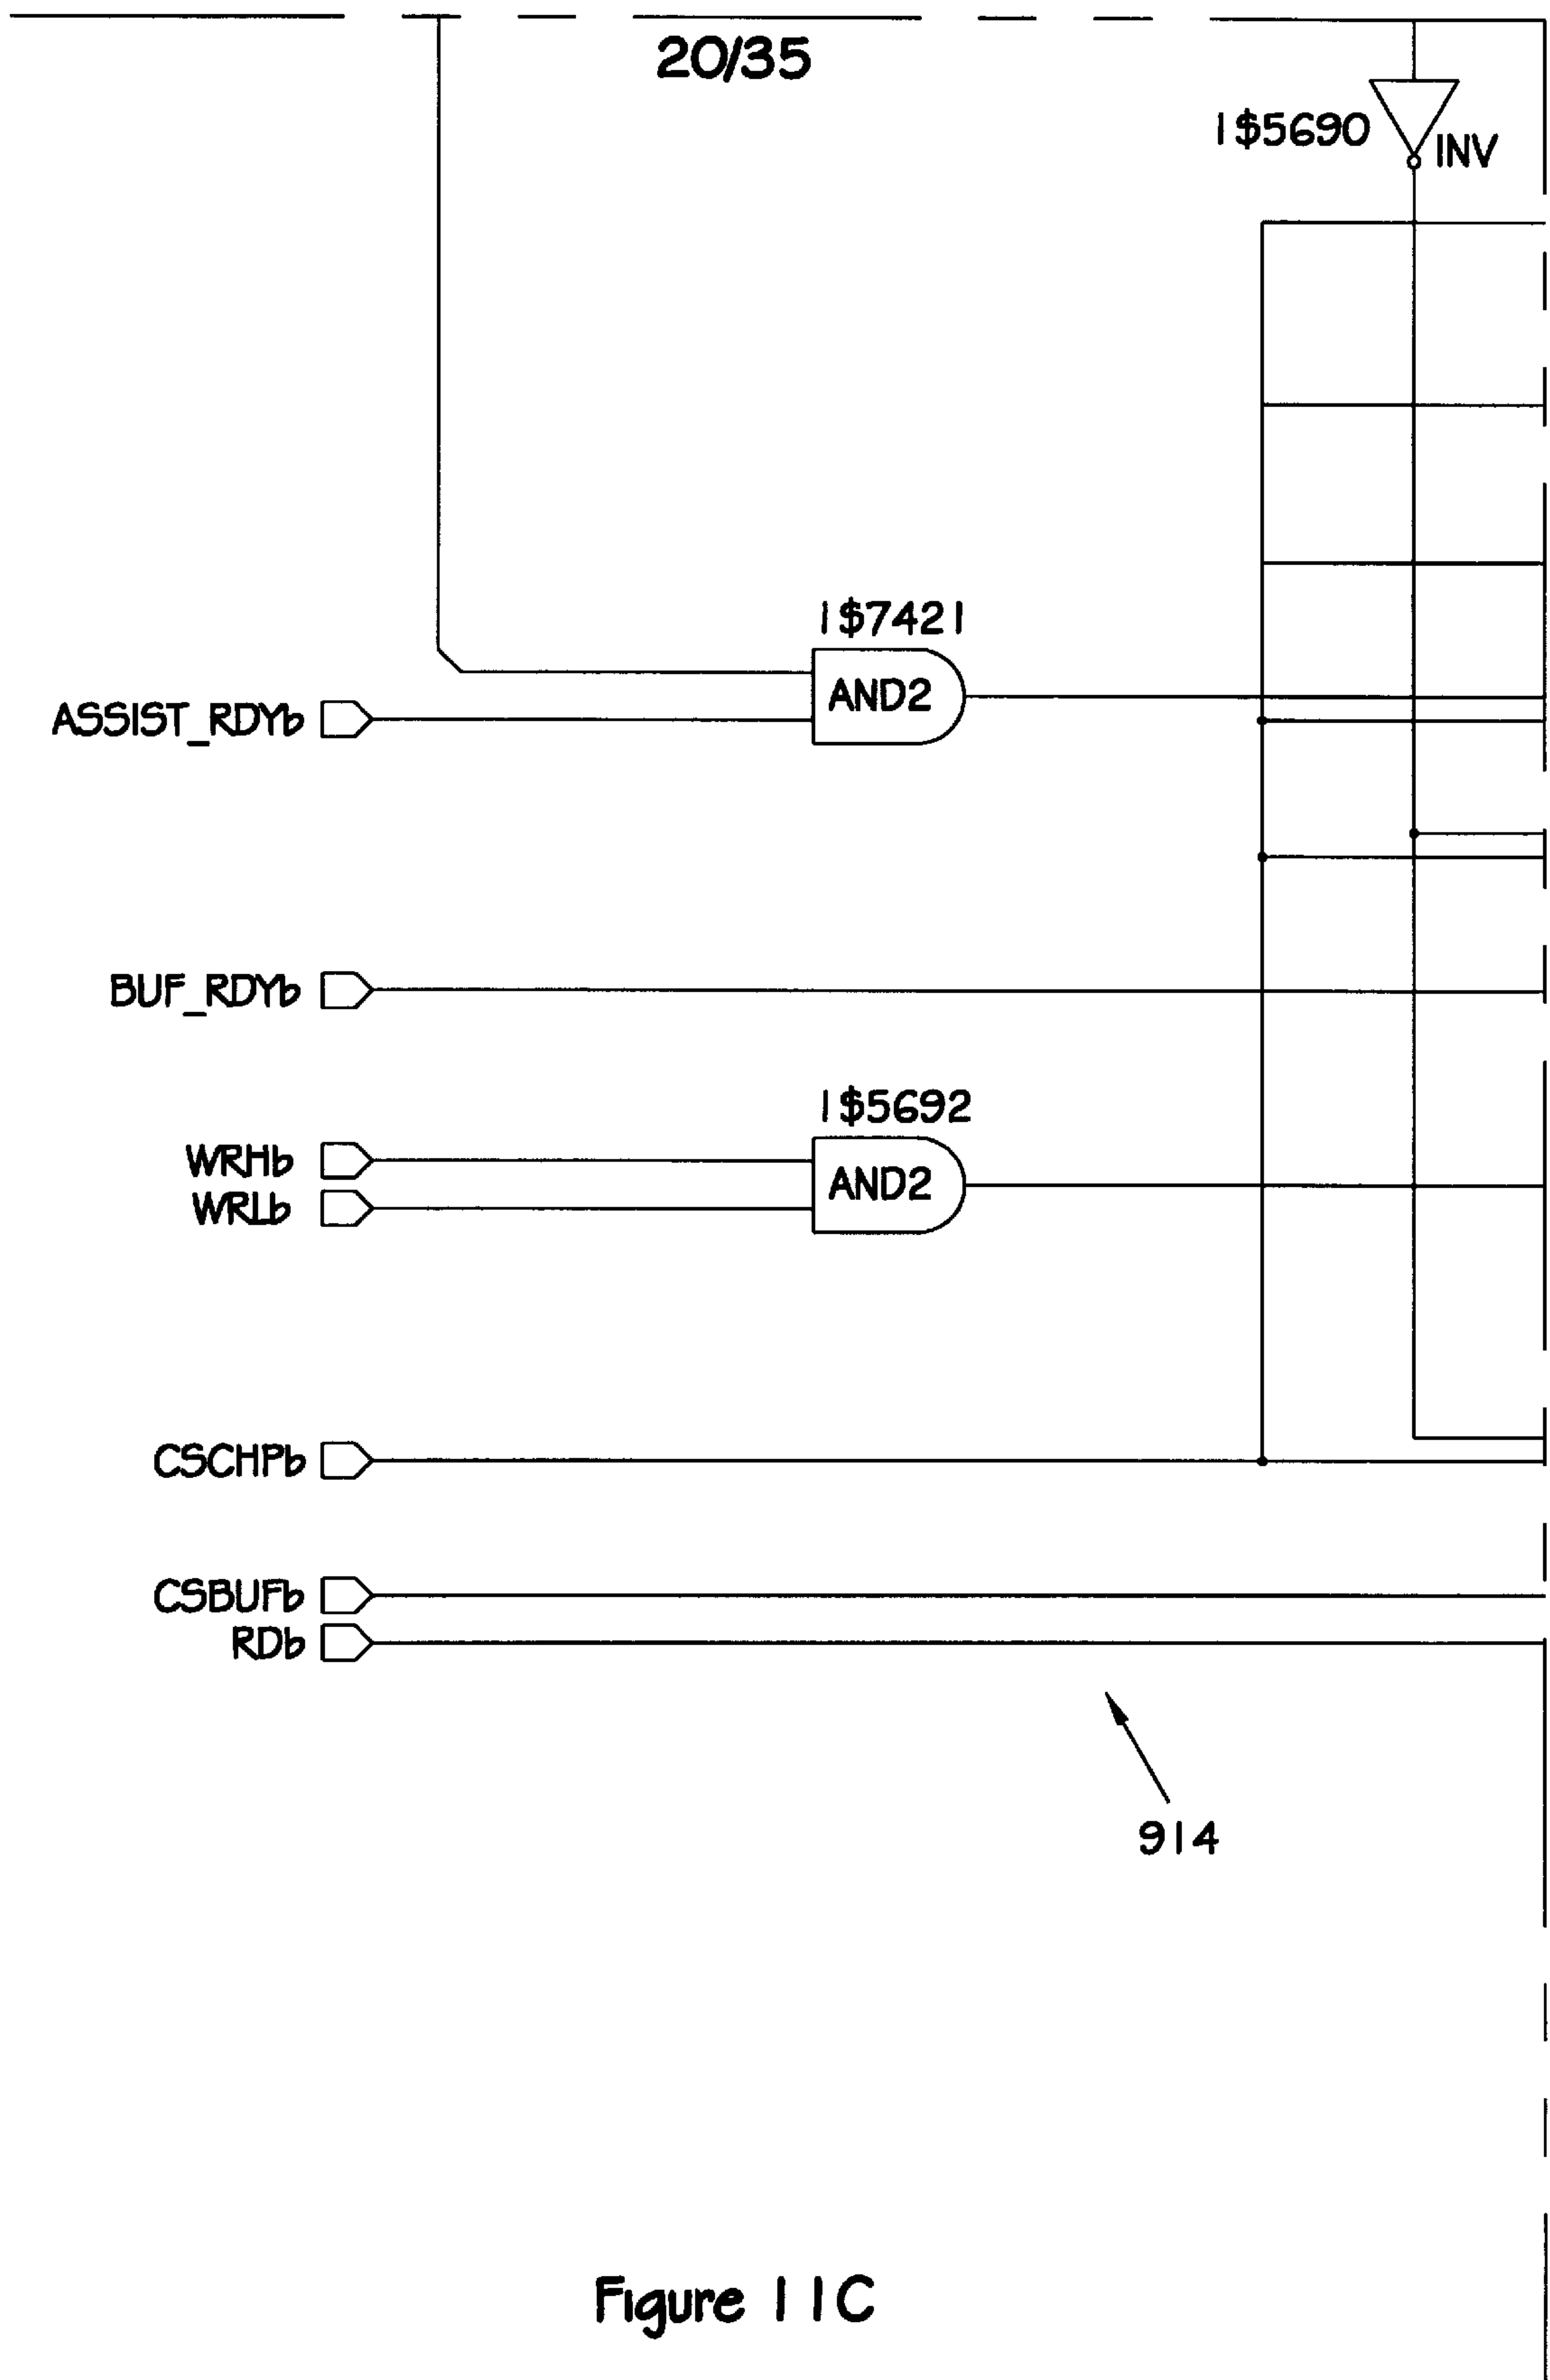 20/35
1$5690
INV
1$7421
AND2
ASSIST_RDYb
BUF_RDYb
1$5692
WRHb
AND2
WRLb
CSCHPb
CSBUFb
RDb
914
Figure 11C